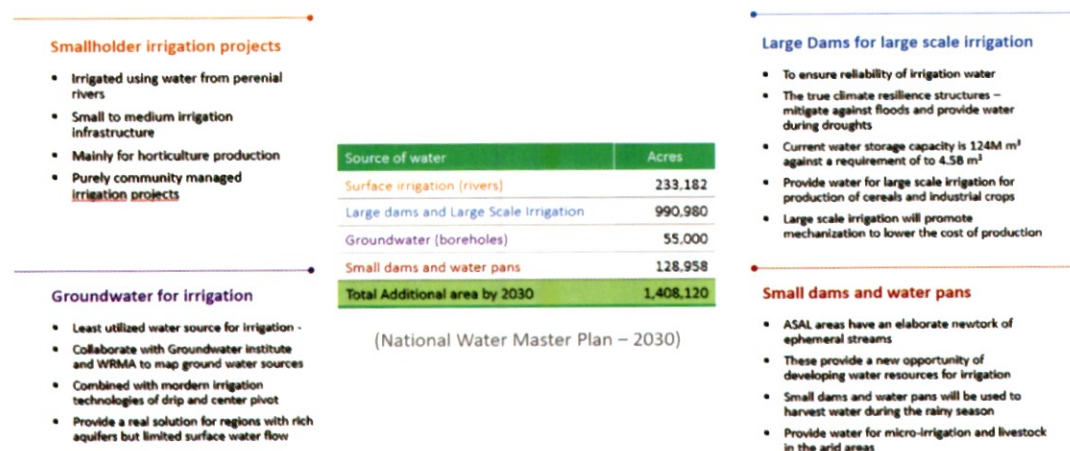 Smallholder irrigation projects
• Irrigated using water from perenial
rivers
• Small to medium irrigation
infrastructure
• Mainly for horticulture production
• Purely community managed
irrigation projects
Groundwater for irrigation
• Least utilized water source for irrigation -
• Collaborate with Groundwater institute
and WRMA to map ground water sources
• Combined with mordern irrigation
technologies of drip and center pivot
• Provide a real solution for regions with rich
aquifers but limited surface water flow
Source of water Acres
Surface irrigation (rivers) 233,182
Large dams and Large Scale Irrigation 990,980
Groundwater (boreholes) 55,000
Small dams and water pans 128,958
Total Additional area by 2030 1,408,120
(National Water Master Plan – 2030)
Large Dams for large scale irrigation
• To ensure reliability of irrigation water
• The true climate resilience structures –
mitigate against floods and provide water
during droughts
• Current water storage capacity is 124M m³
against a requirement of to 4.5B m³
• Provide water for large scale irrigation for
production of cereals and industrial crops
• Large scale irrigation will promote
mechanization to lower the cost of production
Small dams and water pans
• ASAL areas have an elaborate newtork of
ephemeral streams
• These provide a new opportunity of
developing water resources for irrigation
• Small dams and water pans will be used to
harvest water during the rainy season
• Provide water for micro-irrigation and livestock
in the arid areas